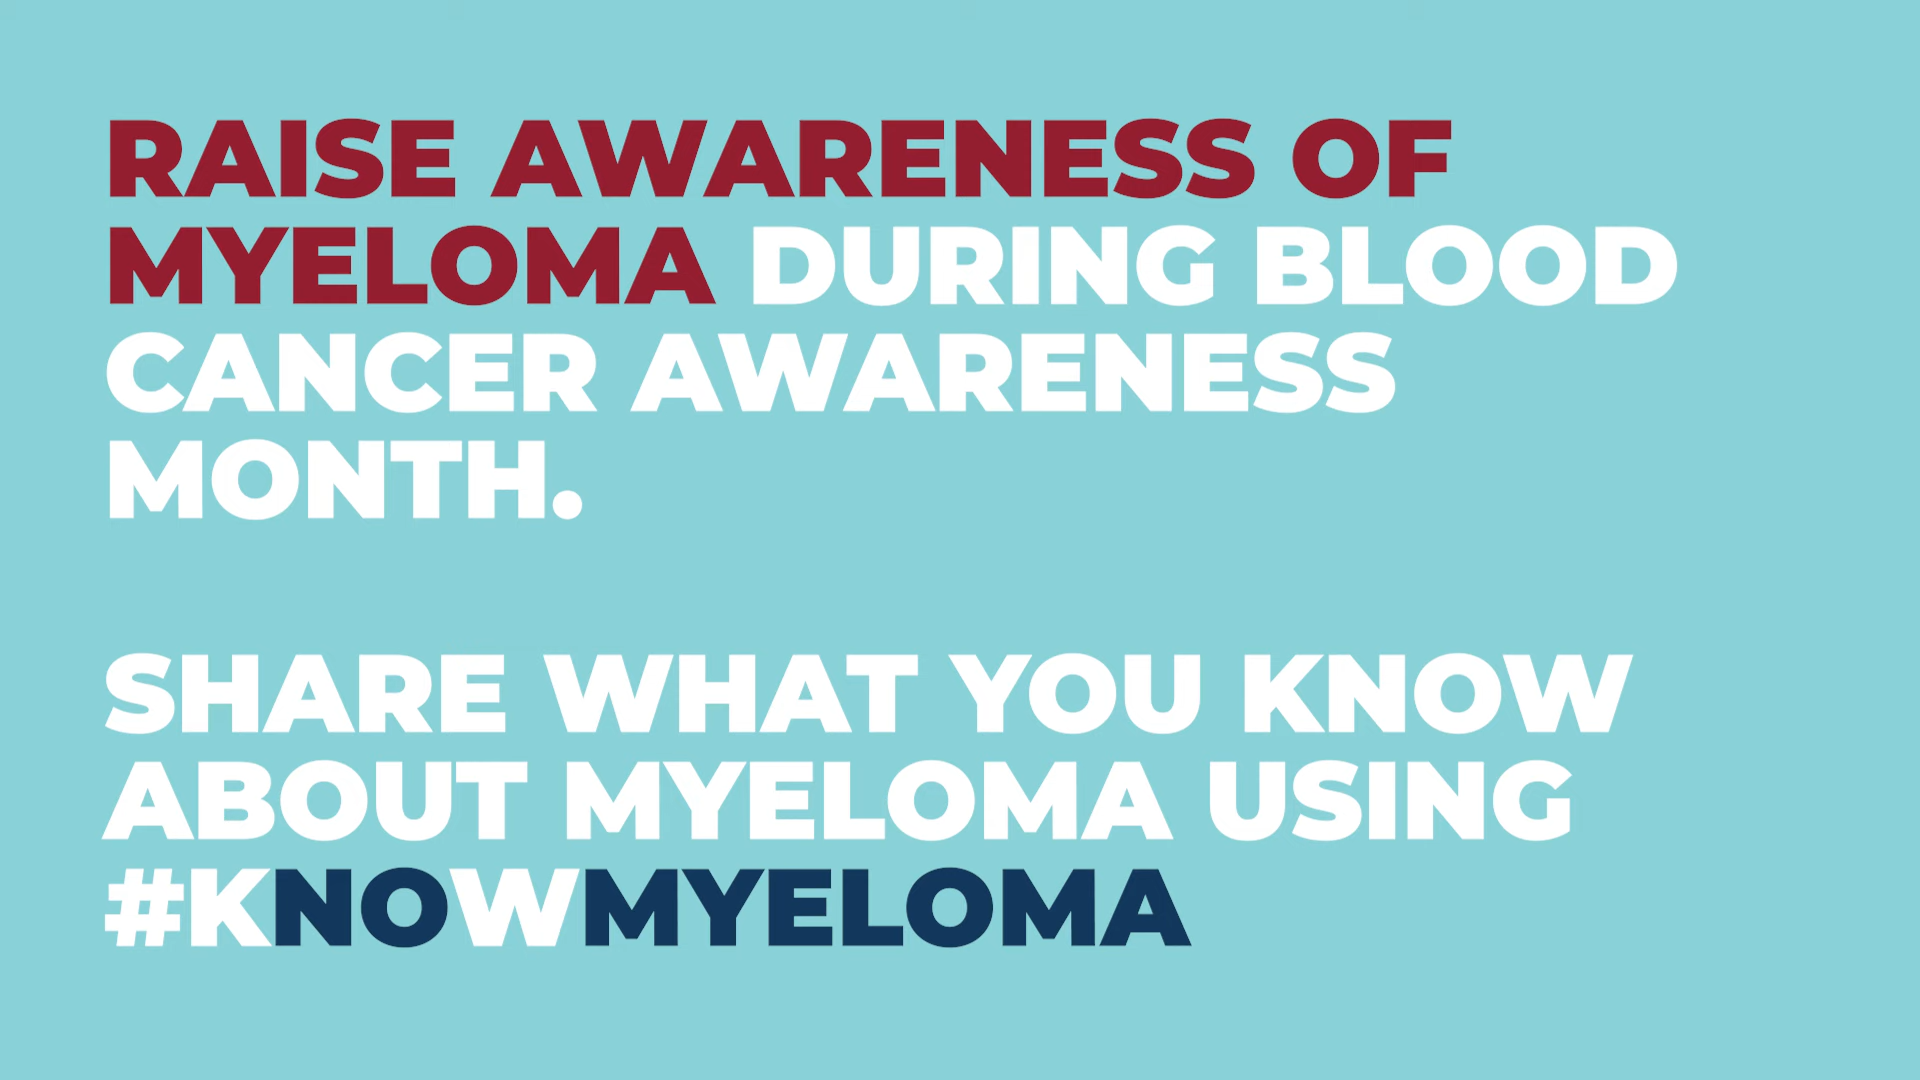 RAISE AWARENESS OF
MYELOMA DURING BLOOD
CANCER AWARENESS
MONTH.
SHARE WHAT YOU KNOW
ABOUT MYELOMA USING
#KNOWMYELOMA